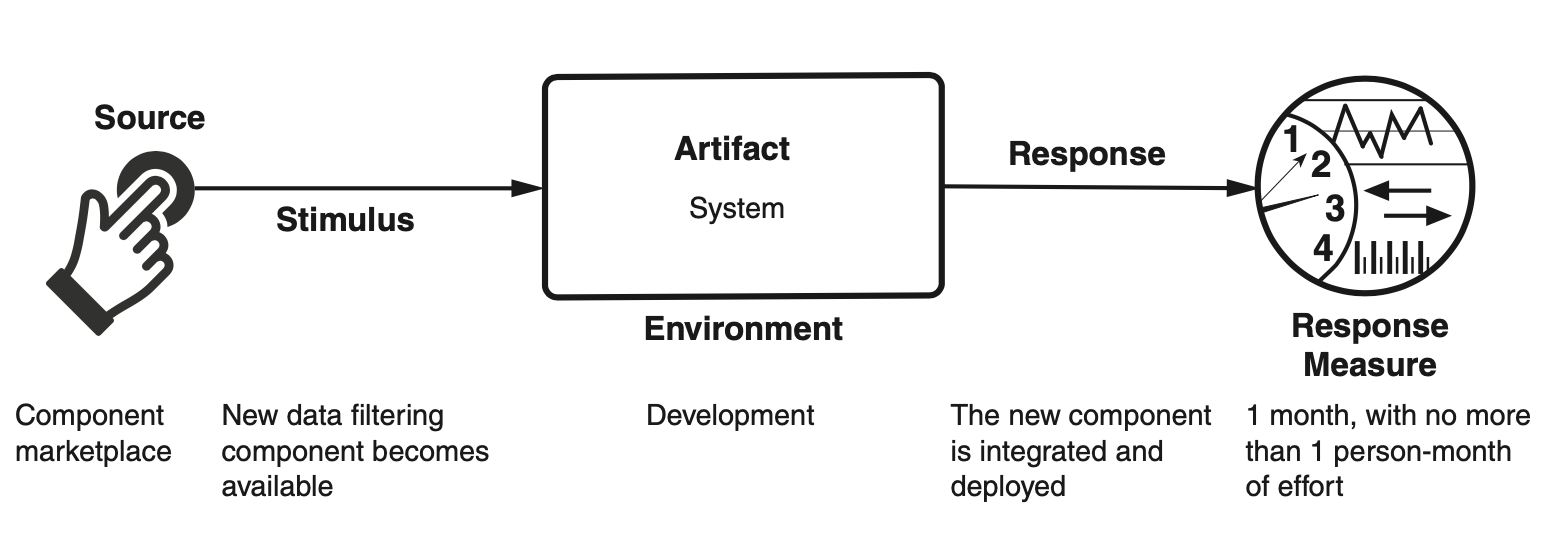 Source
Stimulus
Artifact
System
Environment
Response
1
2
3
4
Response
Measure
Component
marketplace
New data filtering
component becomes
available
Development
The new component
is integrated and
deployed
1 month, with no more
than 1 person-month
of effort